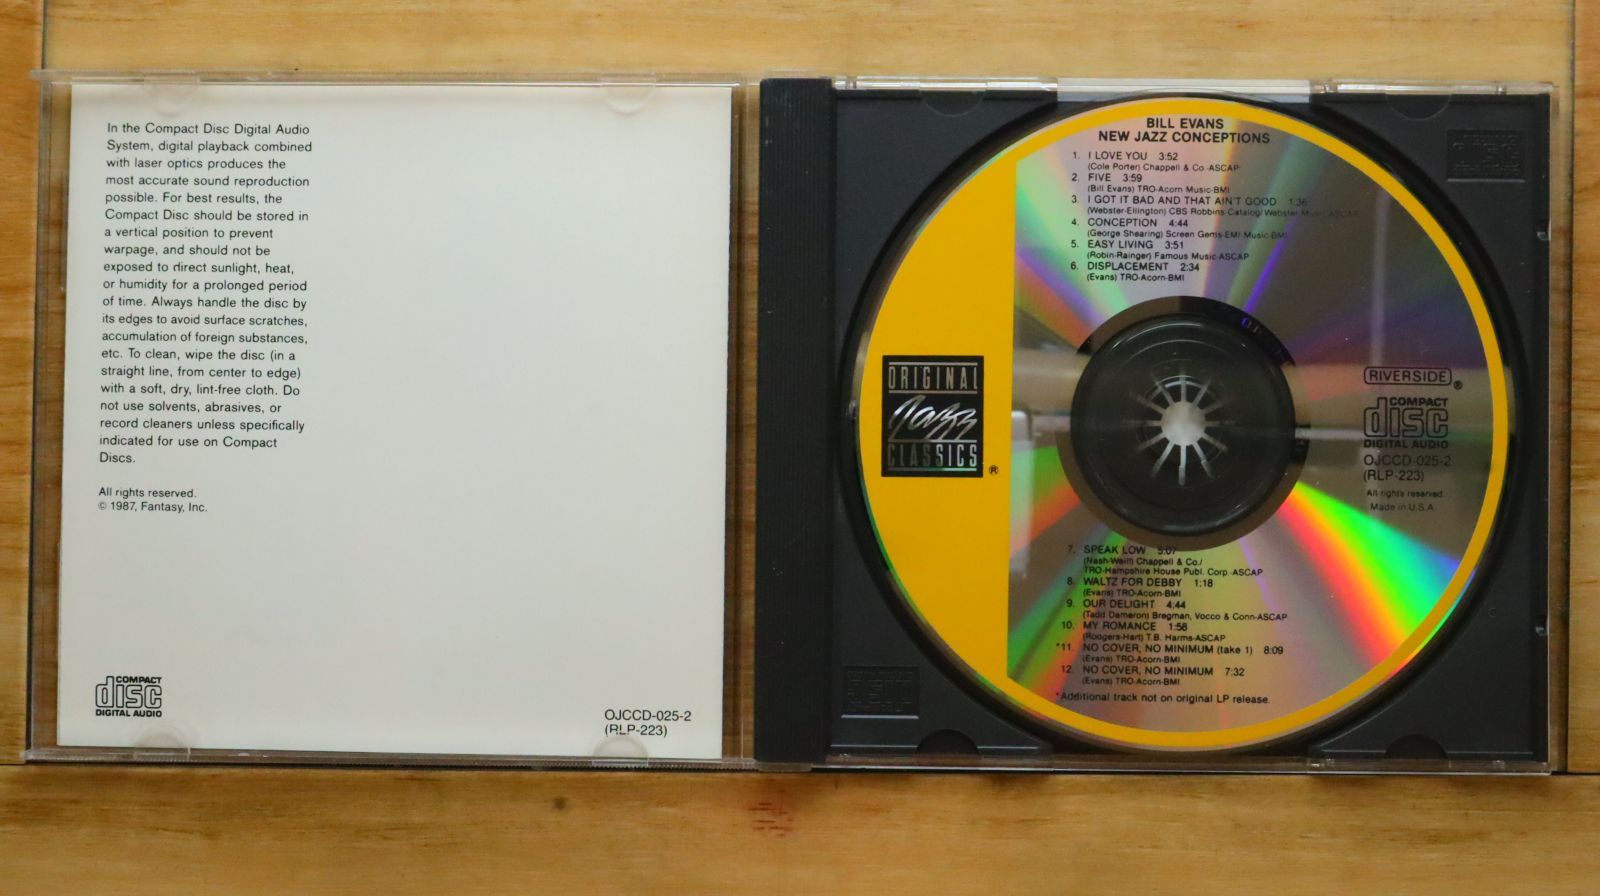 In the Compact Disc Digital Audio
System, digital playback combined
with laser optics produces the
most accurate sound reproduction
possible. For best results, the
Compact Disc should be stored in
a vertical position to prevent
warpage, and should not be
exposed to direct sunlight, heat,
or humidity for a prolonged period
of time. Always handle the disc by
its edges to avoid surface scratches,
accumulation of foreign substances,
etc. To clean, wipe the disc (in a
straight line, from center to edge)
with a soft, dry, lint-free cloth. Do
not use solvents, abrasives, or
record cleaners unless specifically
indicated for use on Compact
Discs.
All rights reserved.
© 1987, Fantasy, Inc.
COMPACT
disc
DIGITAL AUDIO
OJCCD-025-2
(RLP-223)
BILL EVANS
NEW JAZZ CONCEPTIONS
1. I LOVE YOU 3:52
(Cole Porter) Chappell & Co.-ASCAP
2. FIVE 3:59
(Bill Evans) TRO-Acorn Music-BMI
3. I GOT IT BAD AND THAT AIN'T GOOD 1:36
(Webster-Ellington) CBS Robbins Catalog/Webster Music-ASCAP
4. CONCEPTION 4:44
(George Shearing) Screen Gems-EMI Music-BMI
5. EASY LIVING 3:51
(Robin-Rainger) Famous Music-ASCAP
6. DISPLACEMENT 2:34
(Evans) TRO-Acorn-BMI
ORIGINAL
Jazz
CLASSICS
®
RIVERSIDE®
COMPACT
disc
DIGITAL AUDIO
OJCCD-025-2
(RLP-223)
All rights reserved.
Made in U.S.A.
7. SPEAK LOW 5:07
(Nash-Weill) Chappell & Co./
TRO-Hampshire House Publ. Corp.-ASCAP
8. WALTZ FOR DEBBY 1:18
(Evans) TRO-Acorn-BMI
9. OUR DELIGHT 4:44
(Tadd Dameron) Bregman, Vocco & Conn-ASCAP
10. MY ROMANCE 1:58
(Rodgers-Hart) T.B. Harms-ASCAP
*11. NO COVER, NO MINIMUM (take 1) 8:09
(Evans) TRO-Acorn-BMI
12. NO COVER, NO MINIMUM 7:32
(Evans) TRO-Acorn-BMI
*Additional track not on original LP release.